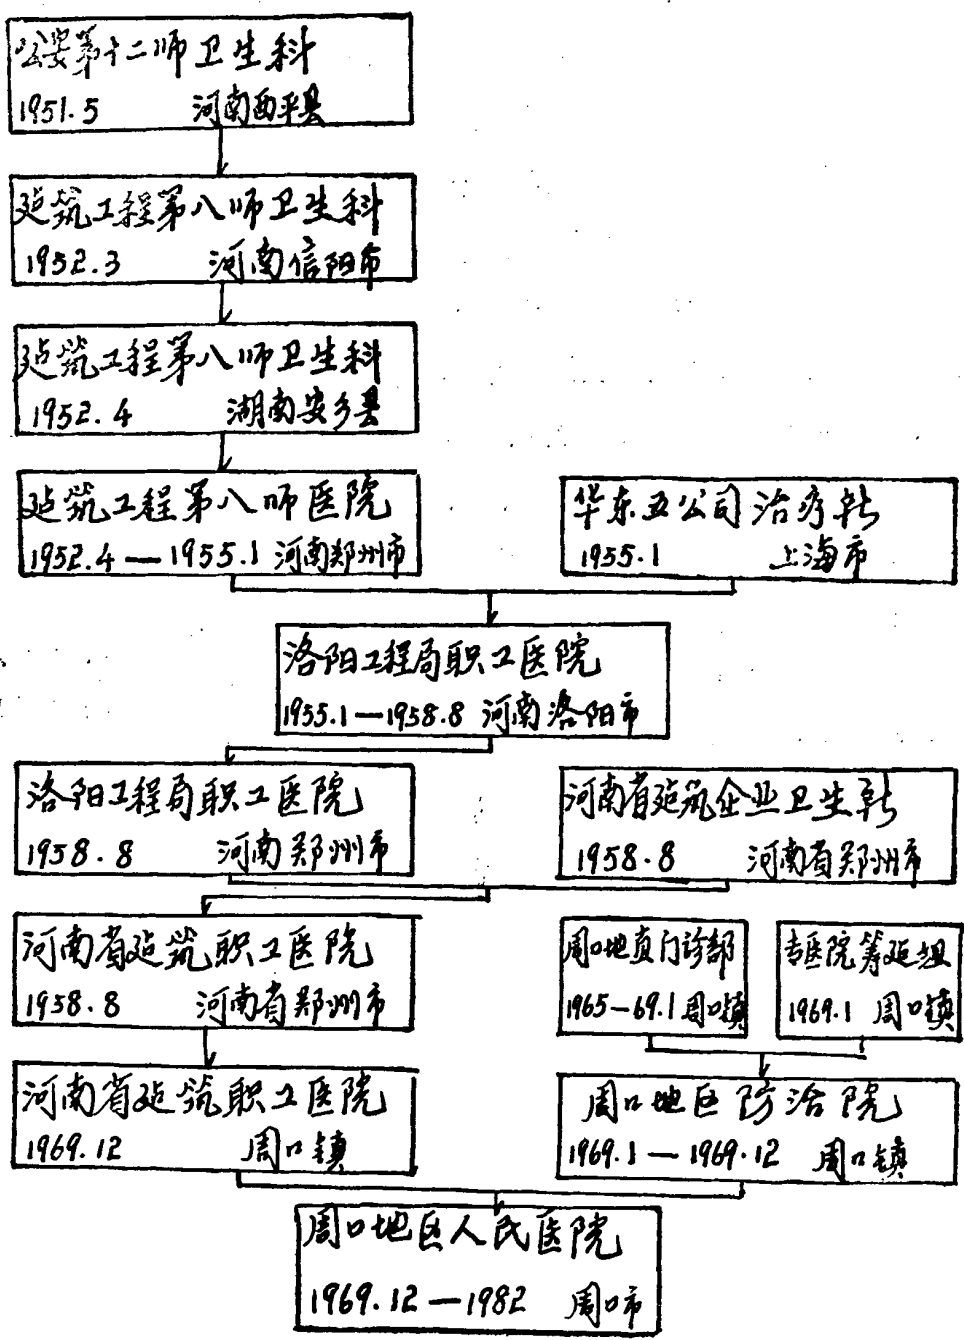 公安第十二师卫生科
1951.5 河南西平县
建筑工程第八师卫生科
1952.3 河南信阳市
建筑工程第八师卫生科
1952.4 湖南安乡县
建筑工程第八师医院
1952.4—1955.1 河南郑州市
华东五公司治疗站
1955.1 上海市
洛阳工程局职工医院
1955.1—1958.8 河南洛阳市
洛阳工程局职工医院
1958.8 河南郑州市
河南省建筑企业卫生站
1958.8 河南省郑州市
河南省建筑职工医院
1958.8 河南省郑州市
周口地直门诊部
1965—69.1 周口镇
专医院筹建组
1969.1 周口镇
河南省建筑职工医院
1969.12 周口镇
周口地区防治院
1969.1—1969.12 周口镇
周口地区人民医院
1969.12—1982 周口市